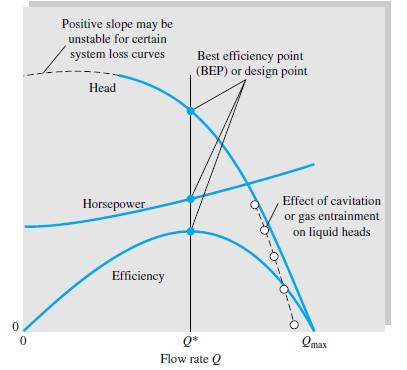 Positive slope may be
unstable for certain
system loss curves
Best efficiency point
(BEP) or design point
Head
Horsepower
Effect of cavitation
or gas entrainment
on liquid heads
Efficiency
0
0
Q*
Qmax
Flow rate Q